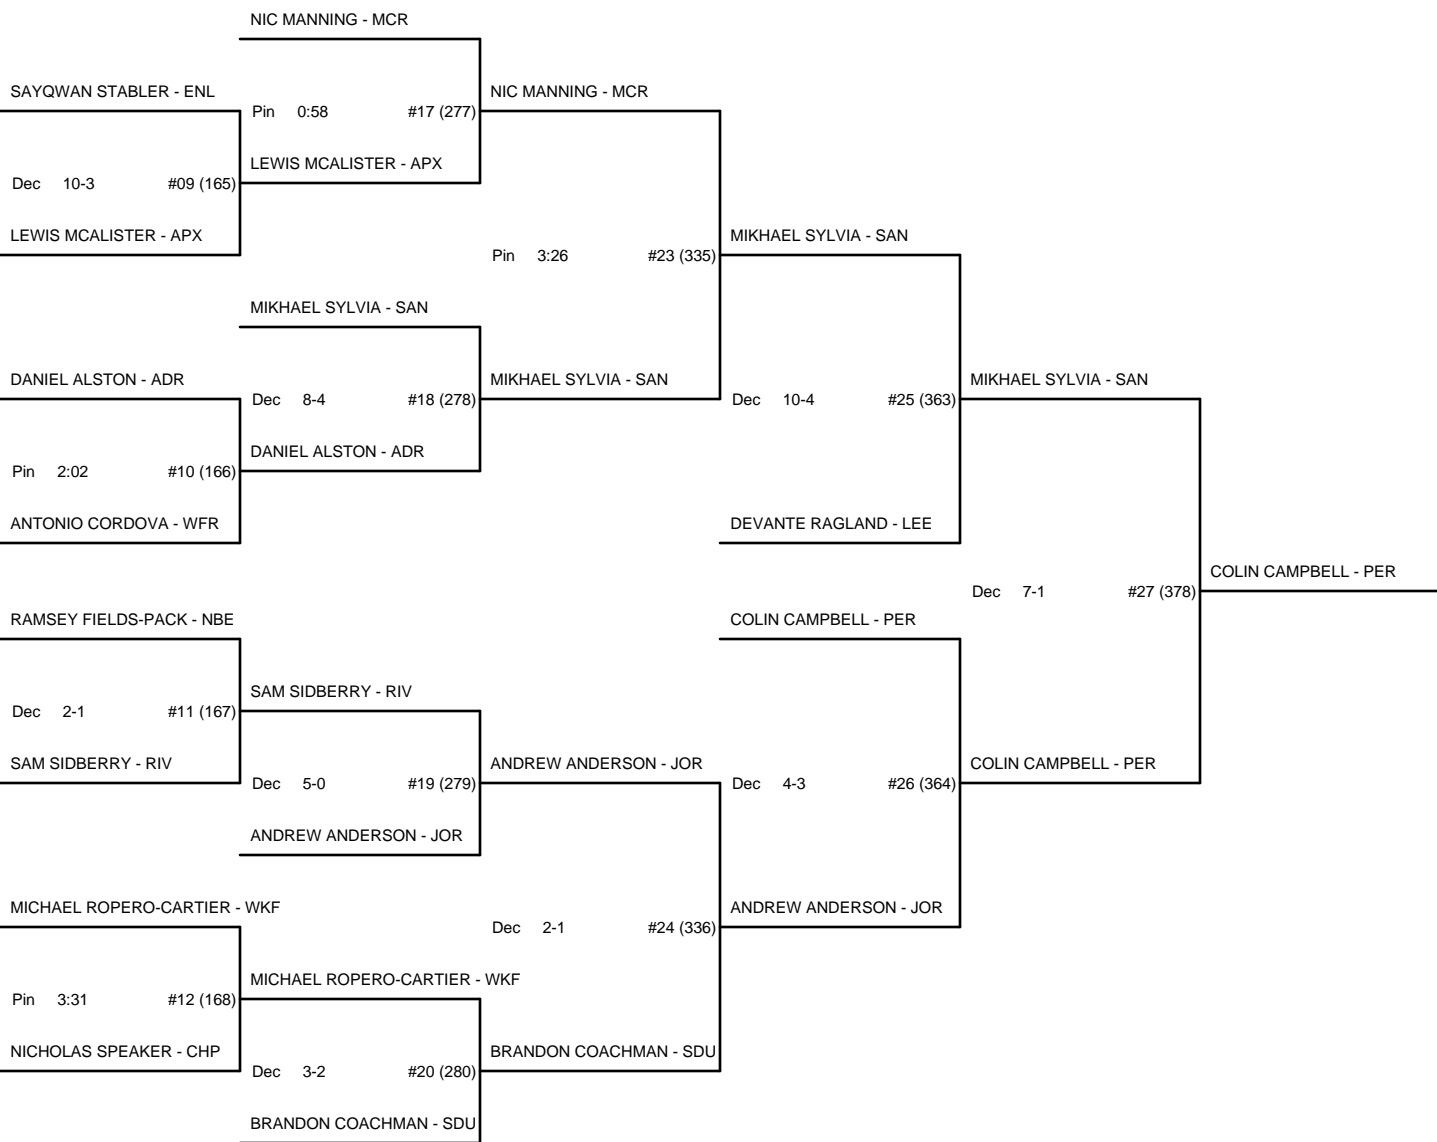 NIC MANNING - MCR
SAYQWAN STABLER - ENL
NIC MANNING - MCR
Pin 0:58 #17 (277)
LEWIS MCALISTER - APX
Dec 10-3 #09 (165)
LEWIS MCALISTER - APX
MIKHAEL SYLVIA - SAN
Pin 3:26 #23 (335)
MIKHAEL SYLVIA - SAN
DANIEL ALSTON - ADR
MIKHAEL SYLVIA - SAN
MIKHAEL SYLVIA - SAN
Dec 8-4 #18 (278)
Dec 10-4 #25 (363)
DANIEL ALSTON - ADR
Pin 2:02 #10 (166)
ANTONIO CORDOVA - WFR
DEVANTE RAGLAND - LEE
COLIN CAMPBELL - PER
Dec 7-1 #27 (378)
RAMSEY FIELDS-PACK - NBE
COLIN CAMPBELL - PER
SAM SIDBERRY - RIV
Dec 2-1 #11 (167)
SAM SIDBERRY - RIV
ANDREW ANDERSON - JOR
COLIN CAMPBELL - PER
Dec 5-0 #19 (279)
Dec 4-3 #26 (364)
ANDREW ANDERSON - JOR
MICHAEL ROPERO-CARTIER - WKF
ANDREW ANDERSON - JOR
Dec 2-1 #24 (336)
MICHAEL ROPERO-CARTIER - WKF
Pin 3:31 #12 (168)
NICHOLAS SPEAKER - CHP
BRANDON COACHMAN - SDU
Dec 3-2 #20 (280)
BRANDON COACHMAN - SDU